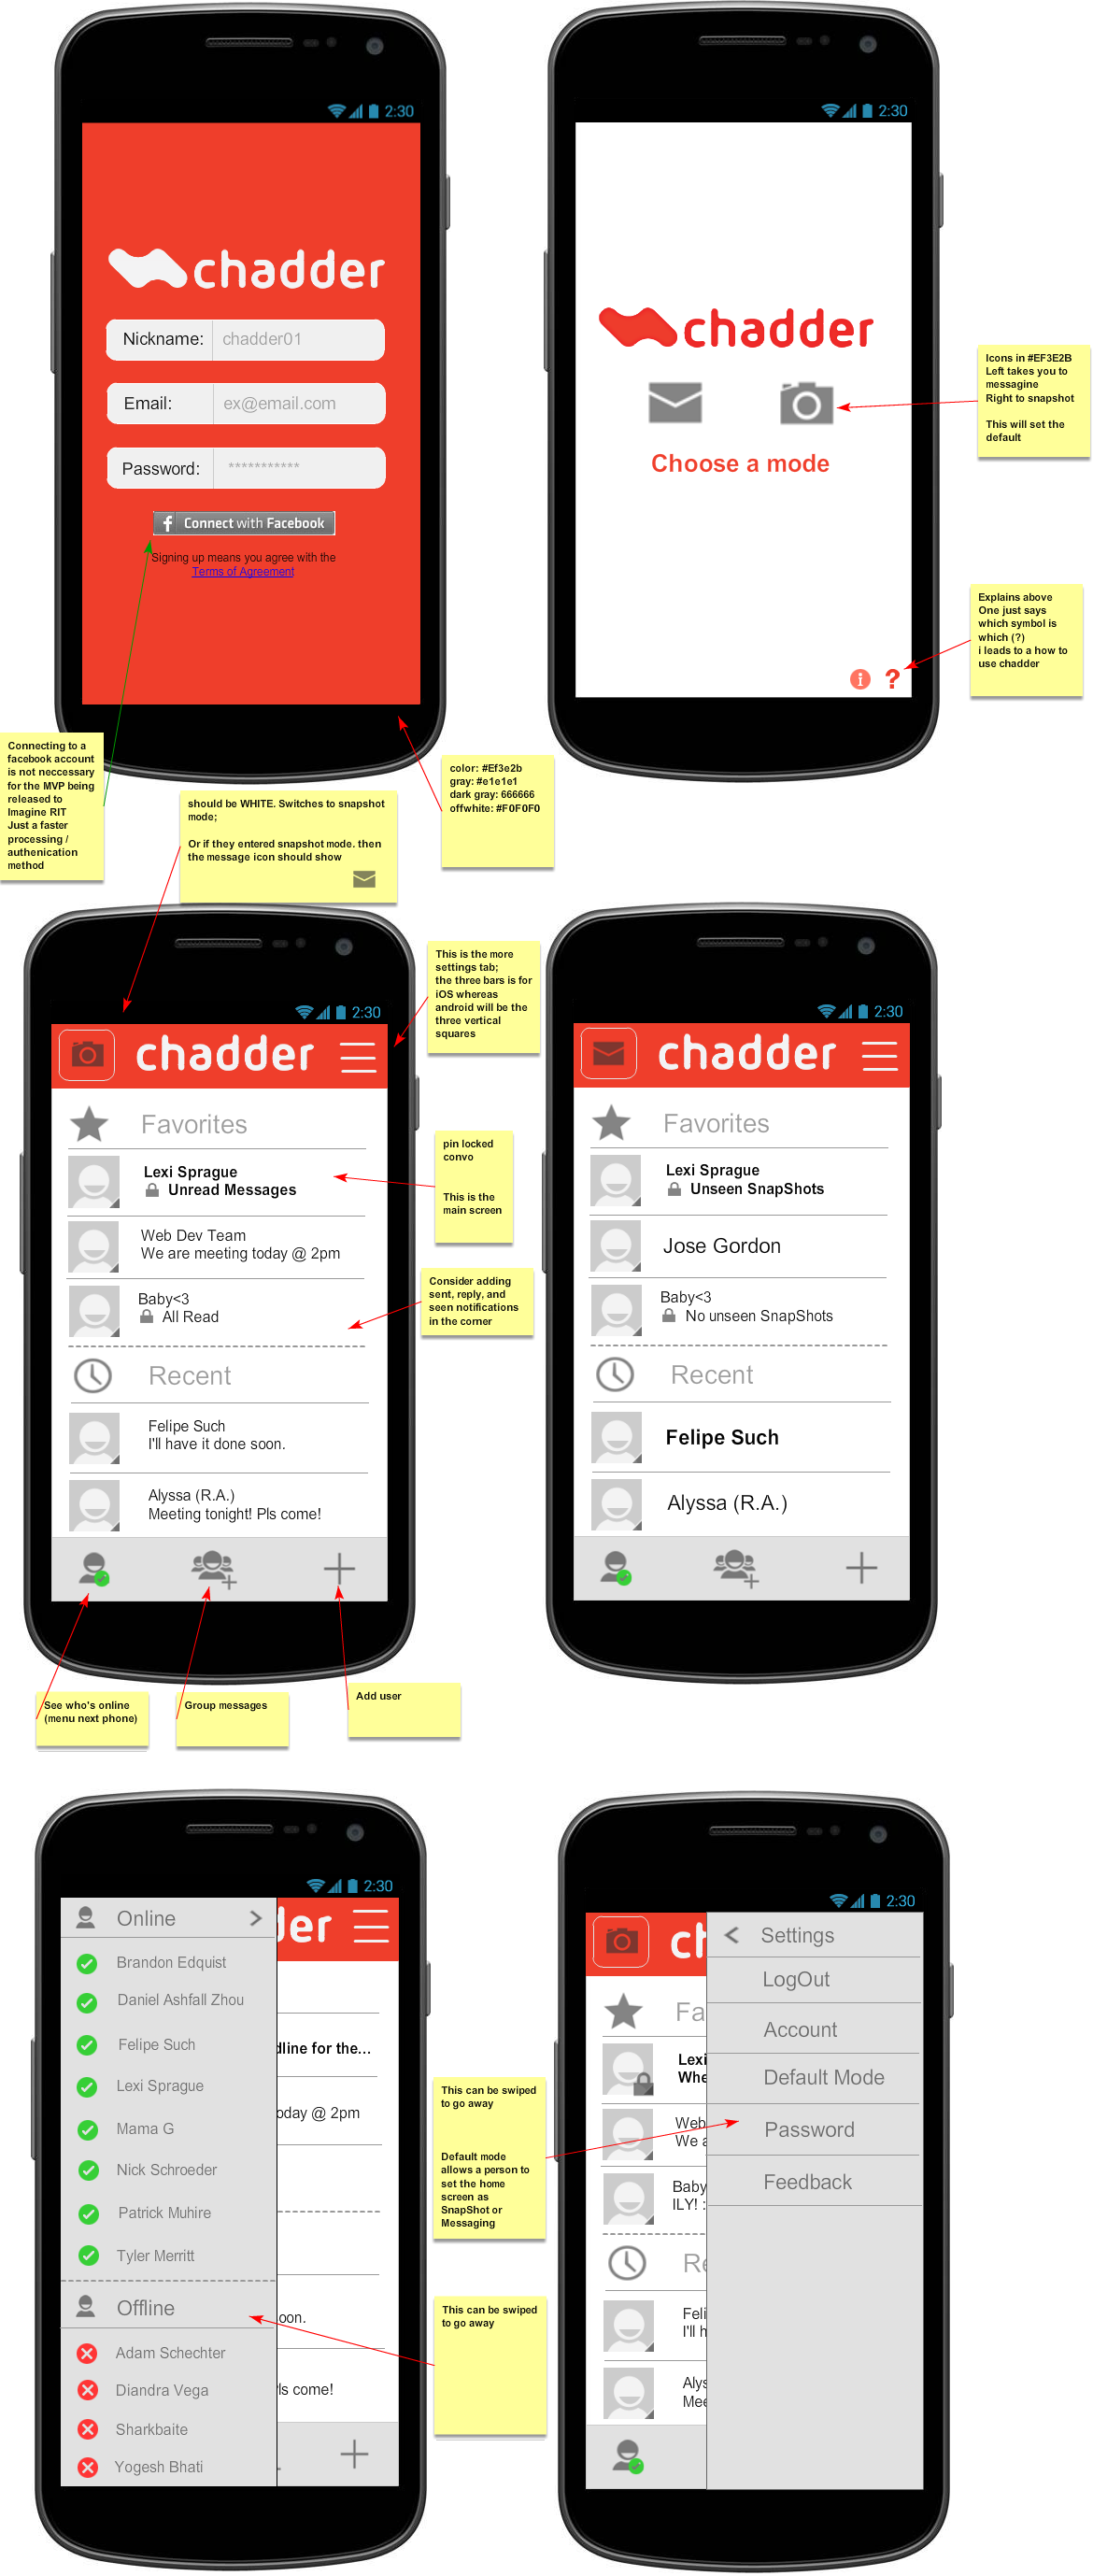 2:30
chadder
Nickname: chadder01
Email: ex@email.com
Password: ***********
f Connect with Facebook
Signing up means you agree with the
Terms of Agreement
2:30
chadder
Choose a mode
i ?
Icons in #EF3E2B
Left takes you to
messagine
Right to snapshot
This will set the
default
Explains above
One just says
which symbol is
which (?)
i leads to a how to
use chadder
Connecting to a
facebook account
is not neccessary
for the MVP being
released to
Imagine RIT
Just a faster
processing /
authenication
method
color: #Ef3e2b
gray: #e1e1e1
dark gray: 666666
offwhite: #F0F0F0
should be WHITE. Switches to snapshot
mode;
Or if they entered snapshot mode. then
the message icon should show
2:30
chadder
Favorites
Lexi Sprague
Unread Messages
Web Dev Team
We are meeting today @ 2pm
Baby<3
All Read
Recent
Felipe Such
I'll have it done soon.
Alyssa (R.A.)
Meeting tonight! Pls come!
This is the more
settings tab;
the three bars is for
iOS whereas
android will be the
three vertical
squares
pin locked
convo
This is the
main screen
Consider adding
sent, reply, and
seen notifications
in the corner
2:30
chadder
Favorites
Lexi Sprague
Unseen SnapShots
Jose Gordon
Baby<3
No unseen SnapShots
Recent
Felipe Such
Alyssa (R.A.)
See who's online
(menu next phone)
Group messages
Add user
2:30
Online
der
Brandon Edquist
Daniel Ashfall Zhou
Felipe Such
Lexi Sprague
Mama G
Nick Schroeder
Patrick Muhire
Tyler Merritt
Offline
Adam Schechter
Diandra Vega
Sharkbaite
Yogesh Bhati
dline for the...
oday @ 2pm
oon.
ls come!
This can be swiped
to go away
Default mode
allows a person to
set the home
screen as
SnapShot or
Messaging
This can be swiped
to go away
2:30
ch
Fa
Lexi
Whe
Web
We a
Baby
ILY! :
Re
Feli
I'll h
Alys
Mee
Settings
LogOut
Account
Default Mode
Password
Feedback